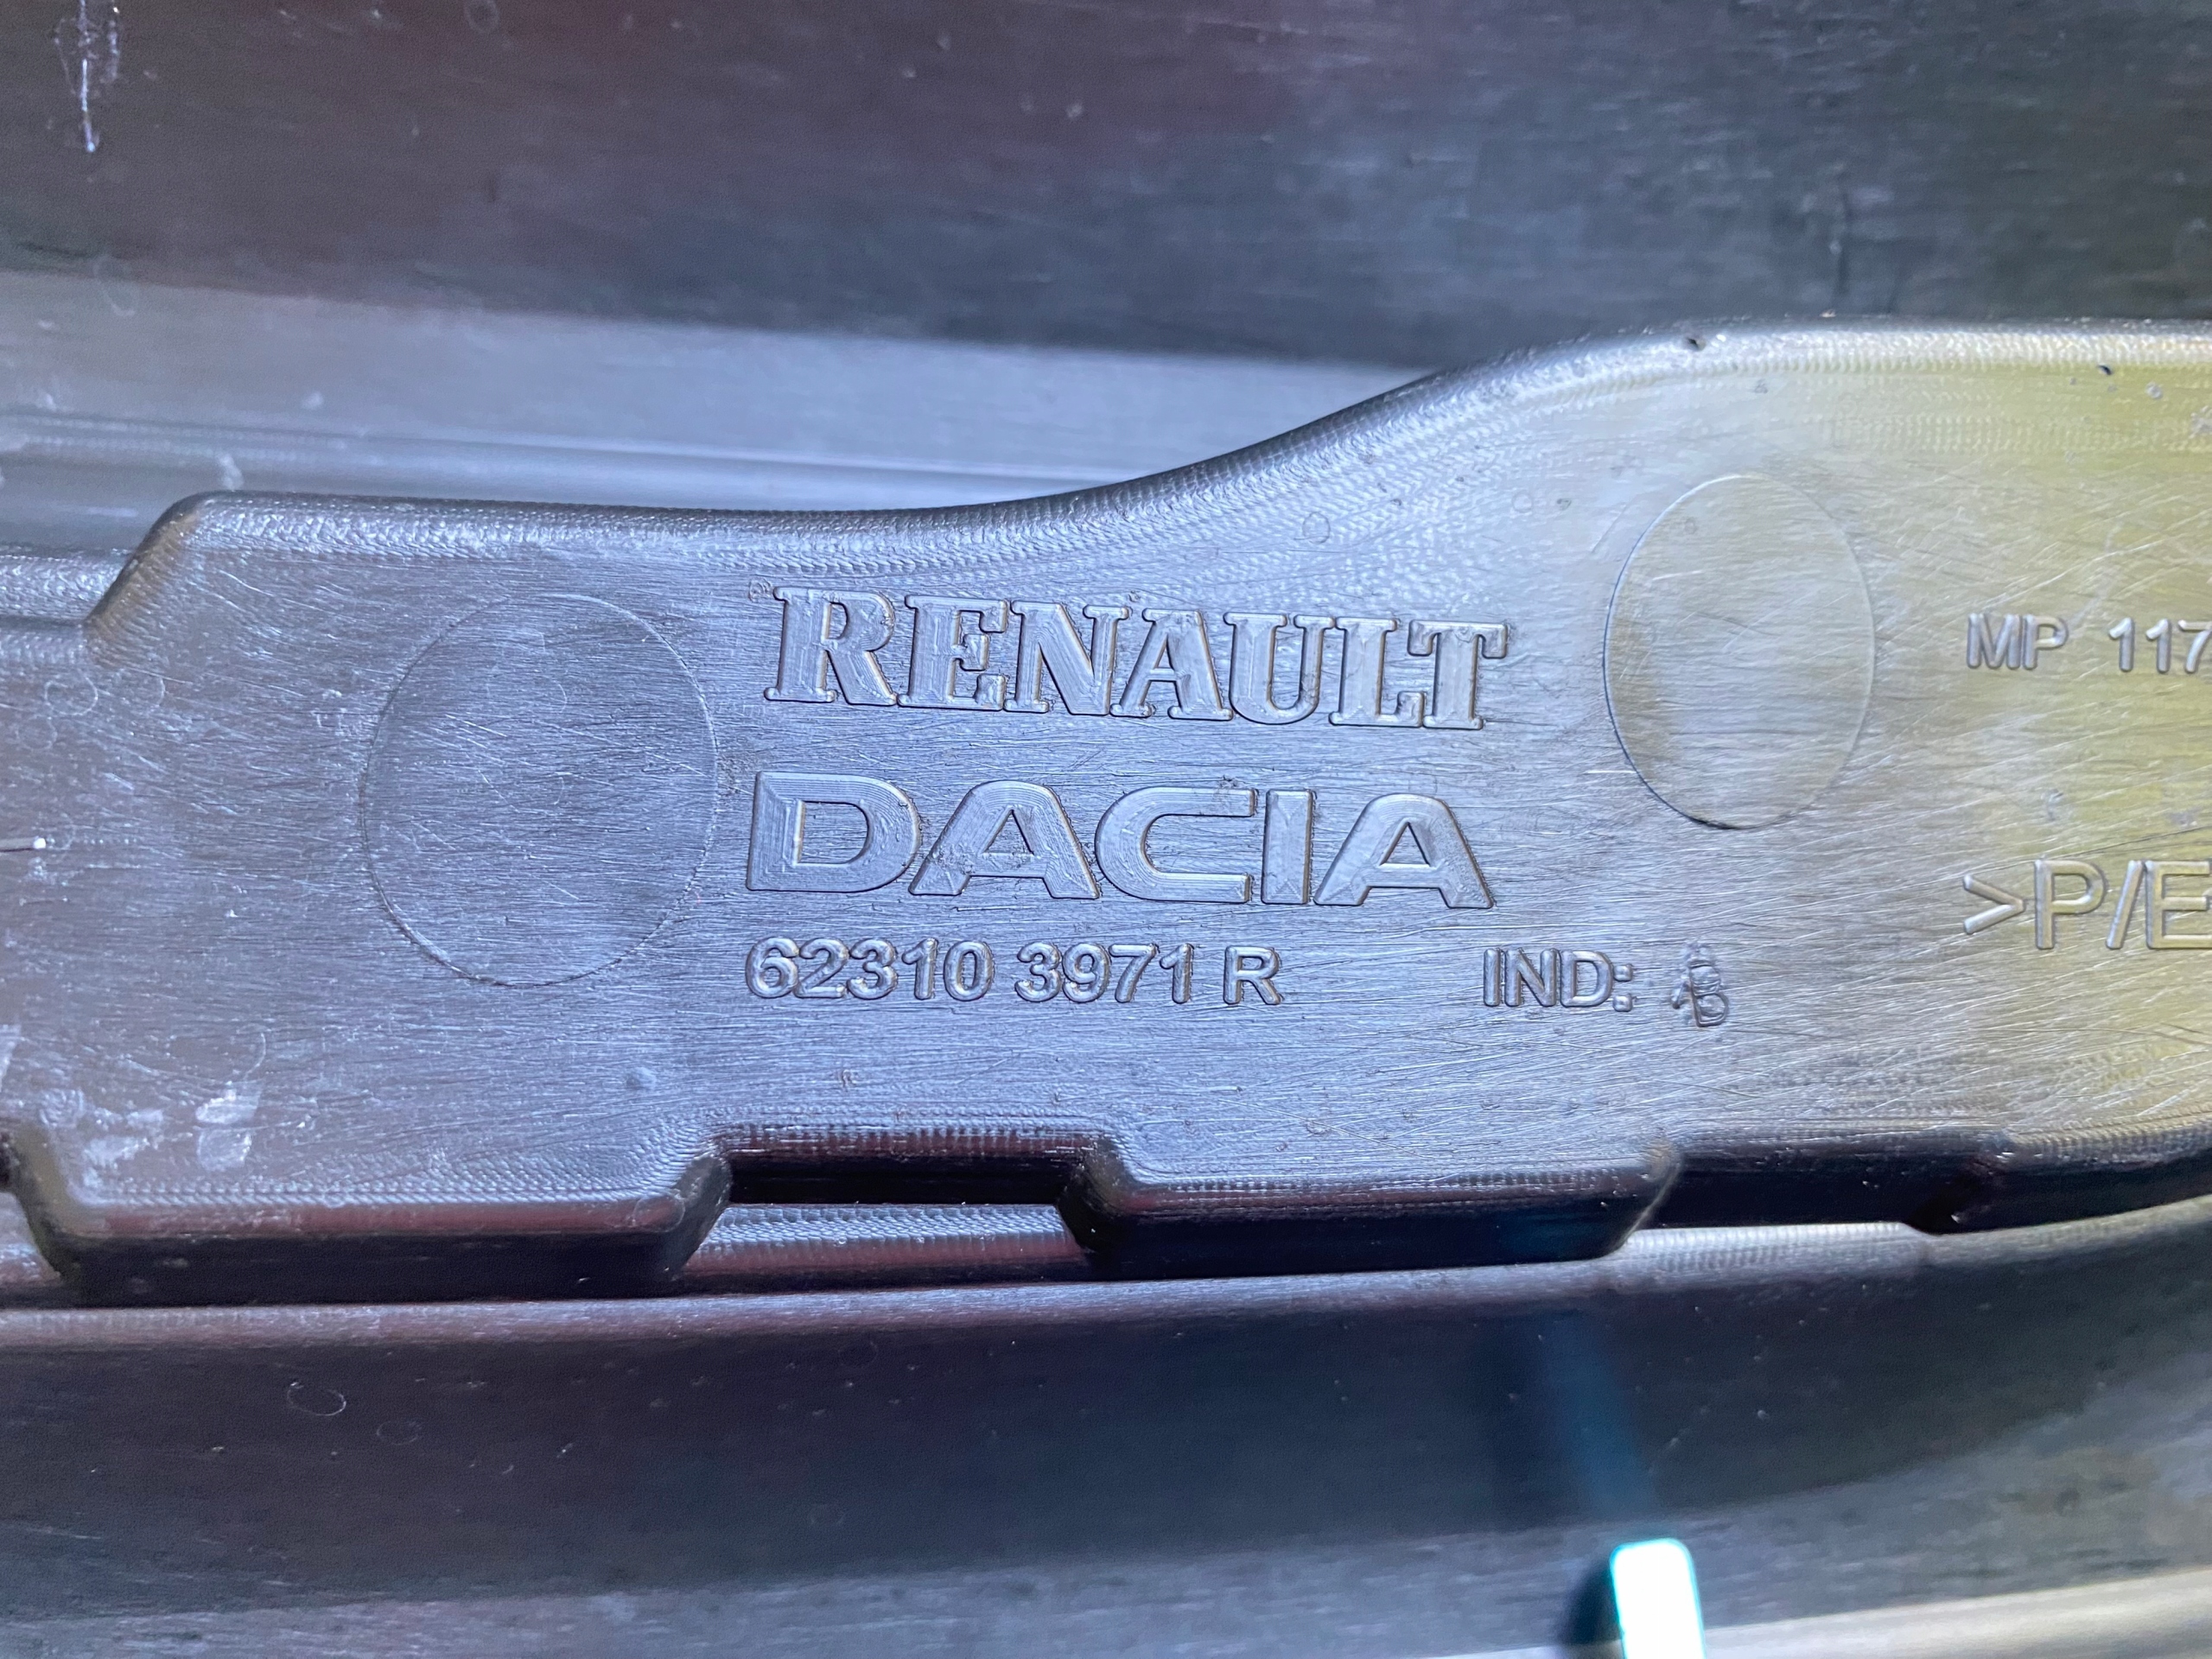 RENAULT
DACIA
62310 3971 R IND: B
MP 117
>P/E